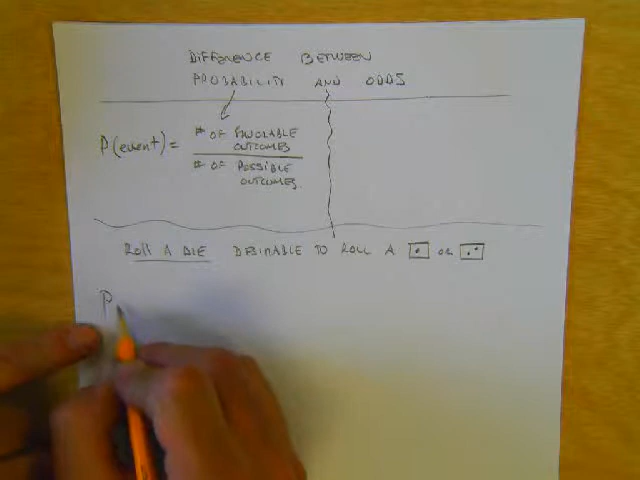 DIFFERENCE BETWEEN
PROBABILITY AND ODDS
P(event) = # OF FAVORABLE
OUTCOMES
# OF POSSIBLE
OUTCOMES
ROLL A DIE DESIRABLE TO ROLL A OR
P